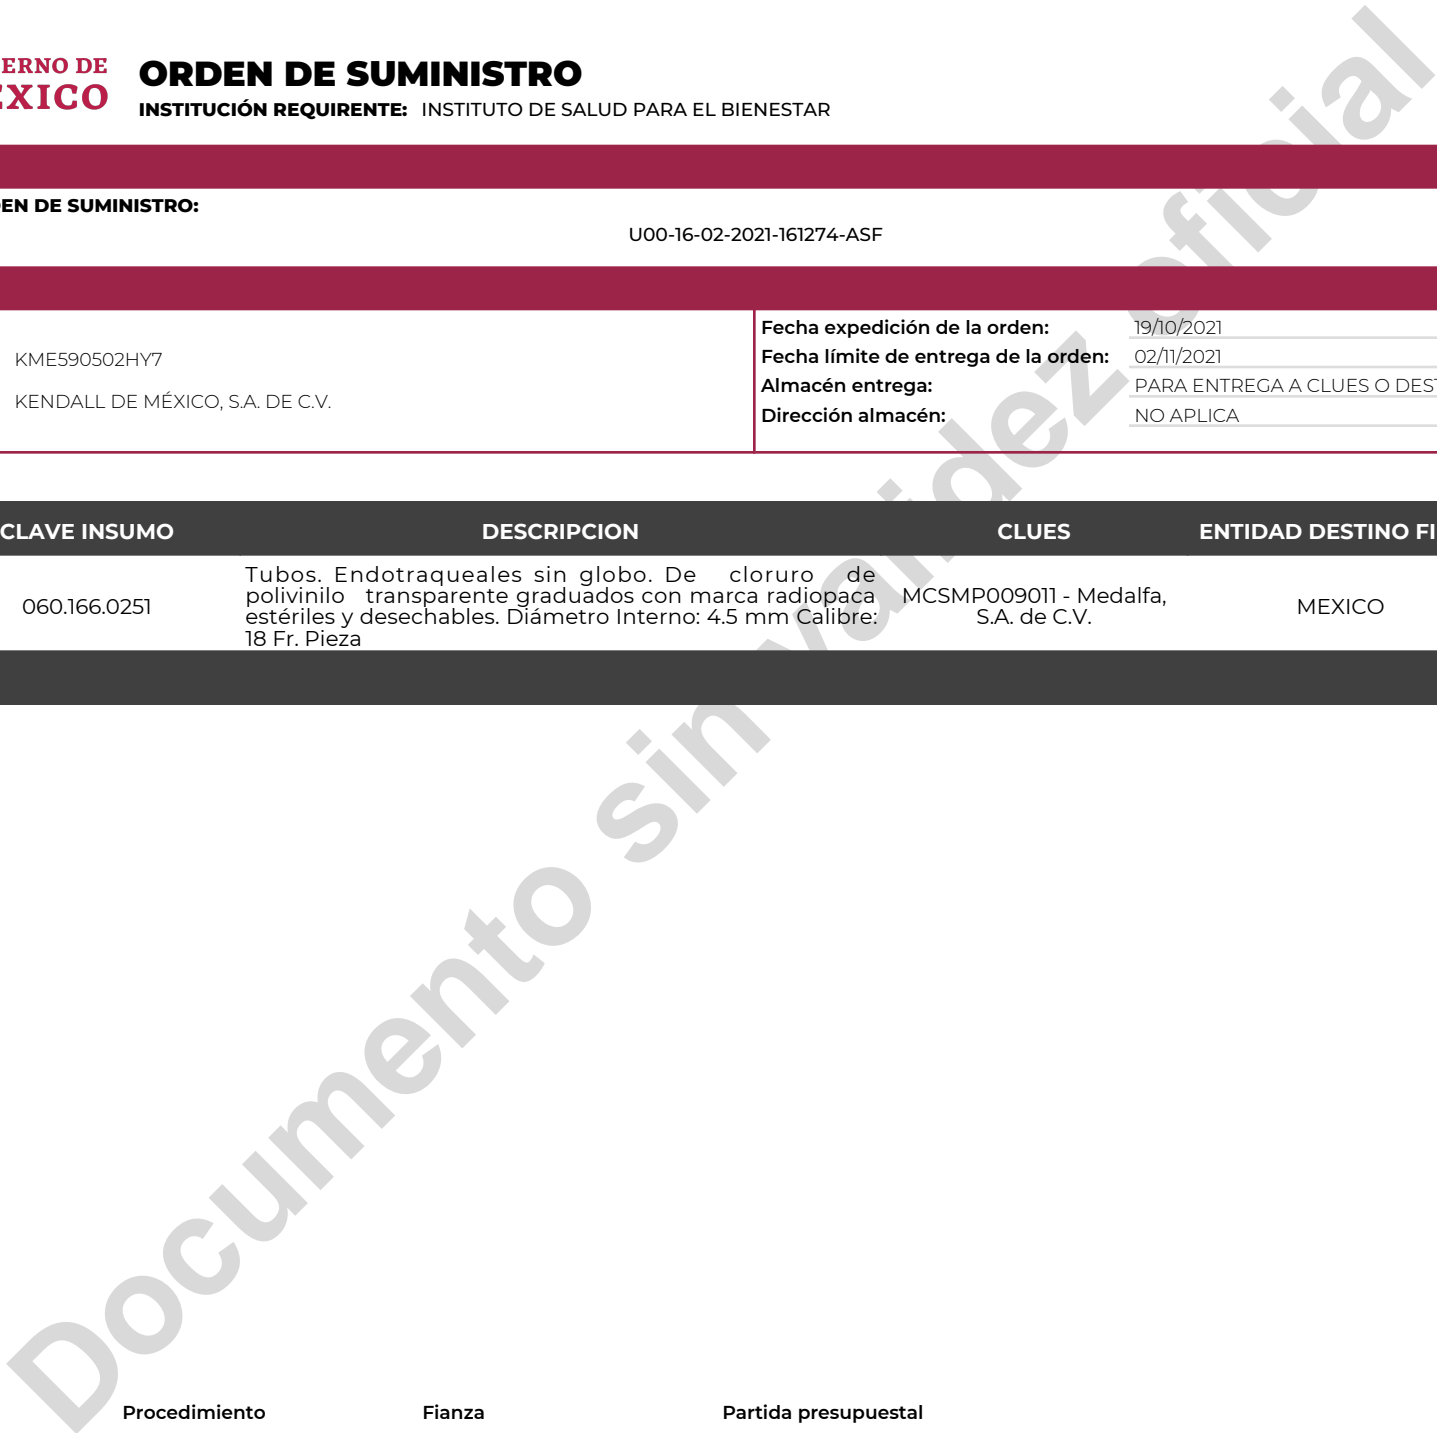 ERNO DE
ÉXICO
ORDEN DE SUMINISTRO
INSTITUCIÓN REQUIRENTE: INSTITUTO DE SALUD PARA EL BIENESTAR
EN DE SUMINISTRO:
U00-16-02-2021-161274-ASF
KME590502HY7
KENDALL DE MÉXICO, S.A. DE C.V.
Fecha expedición de la orden: 19/10/2021
Fecha límite de entrega de la orden: 02/11/2021
Almacén entrega: PARA ENTREGA A CLUES O DEST
Dirección almacén: NO APLICA
CLAVE INSUMO DESCRIPCION CLUES ENTIDAD DESTINO FI
060.166.0251
Tubos. Endotraqueales sin globo. De cloruro de
polivinilo transparente graduados con marca radiopaca
estériles y desechables. Diámetro Interno: 4.5 mm Calibre:
18 Fr. Pieza
MCSMP009011 - Medalfa,
S.A. de C.V.
MEXICO
Documento sin validez oficial
Procedimiento Fianza Partida presupuestal